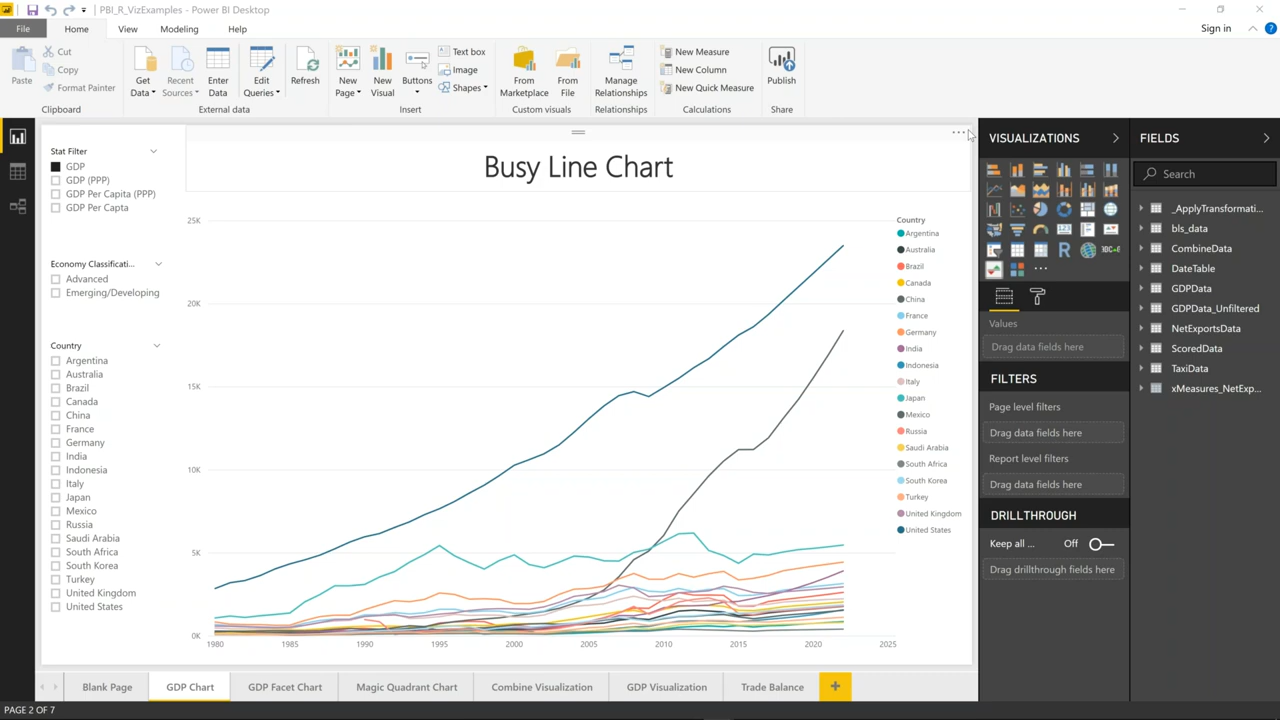 PBI_R_VizExamples - Power BI Desktop
File
Home
View
Modeling
Help
Sign in
?
Paste
Cut
Copy
Format Painter
Clipboard
Get
Data
Recent
Sources
Enter
Data
Edit
Queries
Refresh
External data
New
Page
New
Visual
Buttons
Text box
Image
Shapes
Insert
From
Marketplace
From
File
Custom visuals
Manage
Relationships
Relationships
New Measure
New Column
New Quick Measure
Calculations
Publish
Share
Stat Filter
GDP
GDP (PPP)
GDP Per Capita (PPP)
GDP Per Capta
Economy Classificati...
Advanced
Emerging/Developing
Country
Argentina
Australia
Brazil
Canada
China
France
Germany
India
Indonesia
Italy
Japan
Mexico
Russia
Saudi Arabia
South Africa
South Korea
Turkey
United Kingdom
United States
Busy Line Chart
25K
20K
15K
10K
5K
0K
1980
1985
1990
1995
2000
2005
2010
2015
2020
2025
Country
Argentina
Australia
Brazil
Canada
China
France
Germany
India
Indonesia
Italy
Japan
Mexico
Russia
Saudi Arabia
South Africa
South Korea
Turkey
United Kingdom
United States
VISUALIZATIONS
R
Values
Drag data fields here
FILTERS
Page level filters
Drag data fields here
Report level filters
Drag data fields here
DRILLTHROUGH
Keep all ...
Off
Drag drillthrough fields here
FIELDS
Search
_ApplyTransformati...
bls_data
CombineData
DateTable
GDPData
GDPData_Unfiltered
NetExportsData
ScoredData
TaxiData
xMeasures_NetExp...
Blank Page
GDP Chart
GDP Facet Chart
Magic Quadrant Chart
Combine Visualization
GDP Visualization
Trade Balance
+
PAGE 2 OF 7